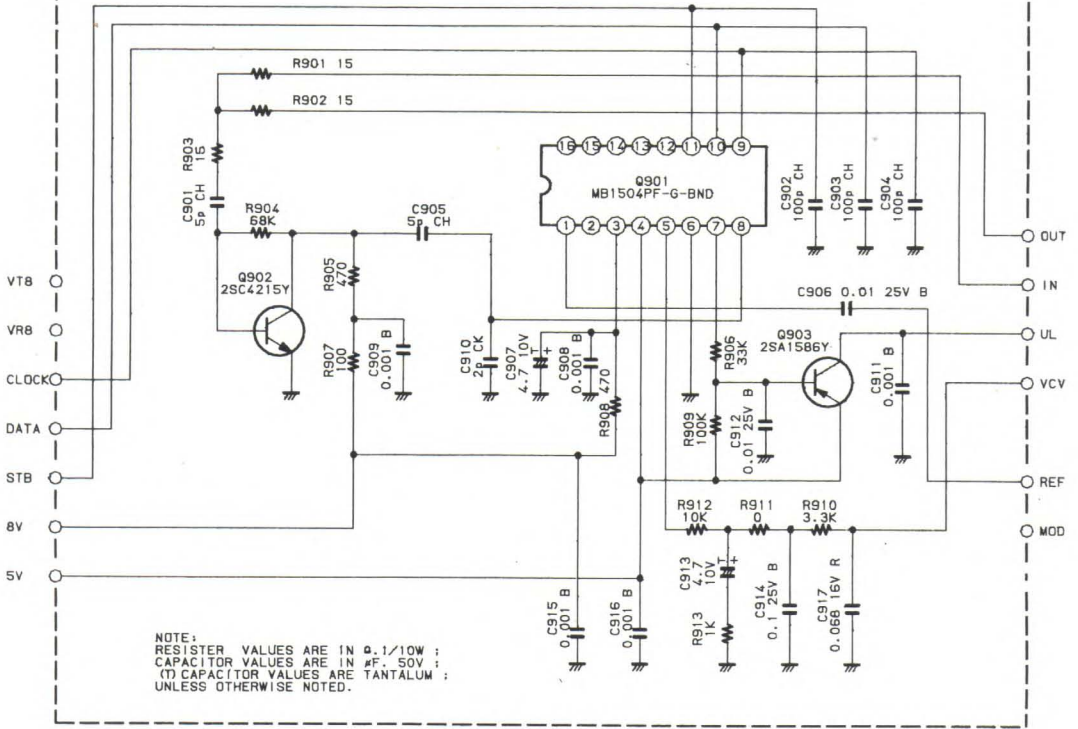 R901 15
R902 15
R903
15
C901
5p CH
R904
68K
C905
5p CH
Q902
2SC4215Y
R905
470
R907
100
C909
0.001 B
16 15 14 13 12 11 10 9
Q901
MB1504PF-G-BND
1 2 3 4 5 6 7 8
C902
100p CH
C903
100p CH
C904
100p CH
C906 0.01 25V B
C910
2p CK
C907
4.7 10V
T +
C908
0.001 B
R908 470
R906
33K
R909
100K
C912
0.01 25V B
Q903
2SA1586Y
C911
0.001 B
R912
10K
R911
0
R910
3.3K
C913
4.7
10V
T +
R913
1K
C914
0.1 25V B
C917
0.068 16V R
C915
0.001 B
C916
0.001 B
VT8
VR8
CLOCK
DATA
STB
8V
5V
OUT
IN
UL
VCV
REF
MOD
NOTE:
RESISTER VALUES ARE IN Ω.1/10W ;
CAPACITOR VALUES ARE IN µF. 50V ;
(T) CAPACITOR VALUES ARE TANTALUM ;
UNLESS OTHERWISE NOTED.